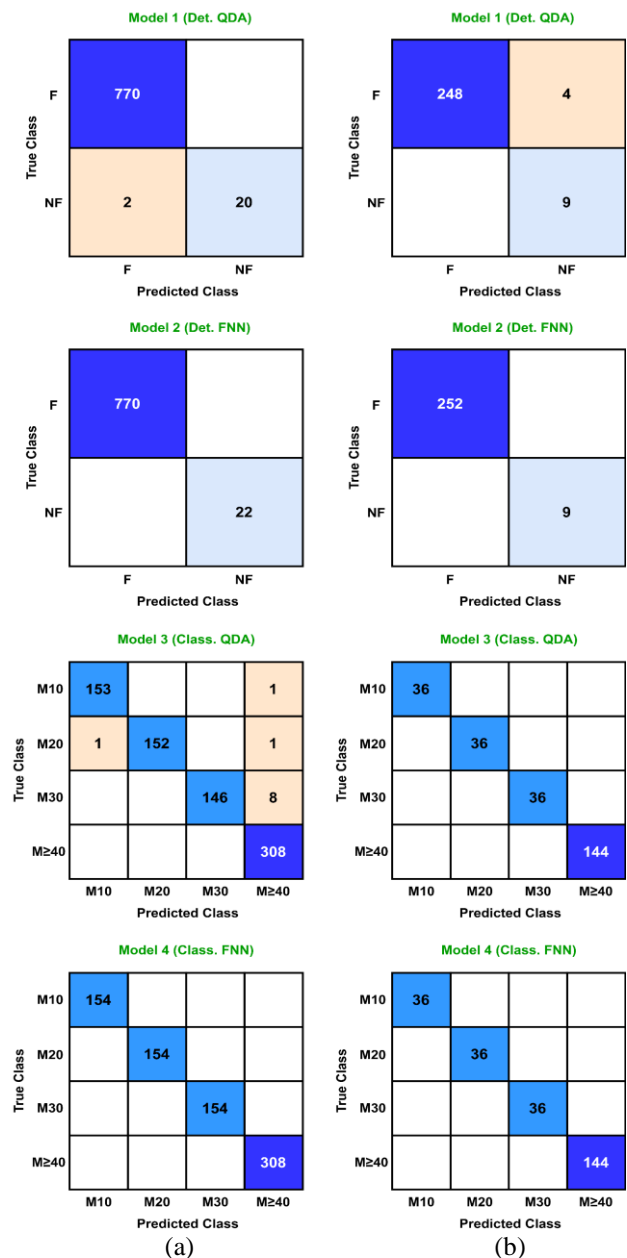 Model 1 (Det. QDA)
Model 1 (Det. QDA)
True Class
F
770
NF
2
20
F
NF
Predicted Class
True Class
F
248
4
NF
9
F
NF
Predicted Class
Model 2 (Det. FNN)
Model 2 (Det. FNN)
True Class
F
770
NF
22
F
NF
Predicted Class
True Class
F
252
NF
9
F
NF
Predicted Class
Model 3 (Class. QDA)
Model 3 (Class. QDA)
True Class
M10
153
1
M20
1
152
1
M30
146
8
M≥40
308
M10
M20
M30
M≥40
Predicted Class
True Class
M10
36
M20
36
M30
36
M≥40
144
M10
M20
M30
M≥40
Predicted Class
Model 4 (Class. FNN)
Model 4 (Class. FNN)
True Class
M10
154
M20
154
M30
154
M≥40
308
M10
M20
M30
M≥40
Predicted Class
True Class
M10
36
M20
36
M30
36
M≥40
144
M10
M20
M30
M≥40
Predicted Class
(a)
(b)